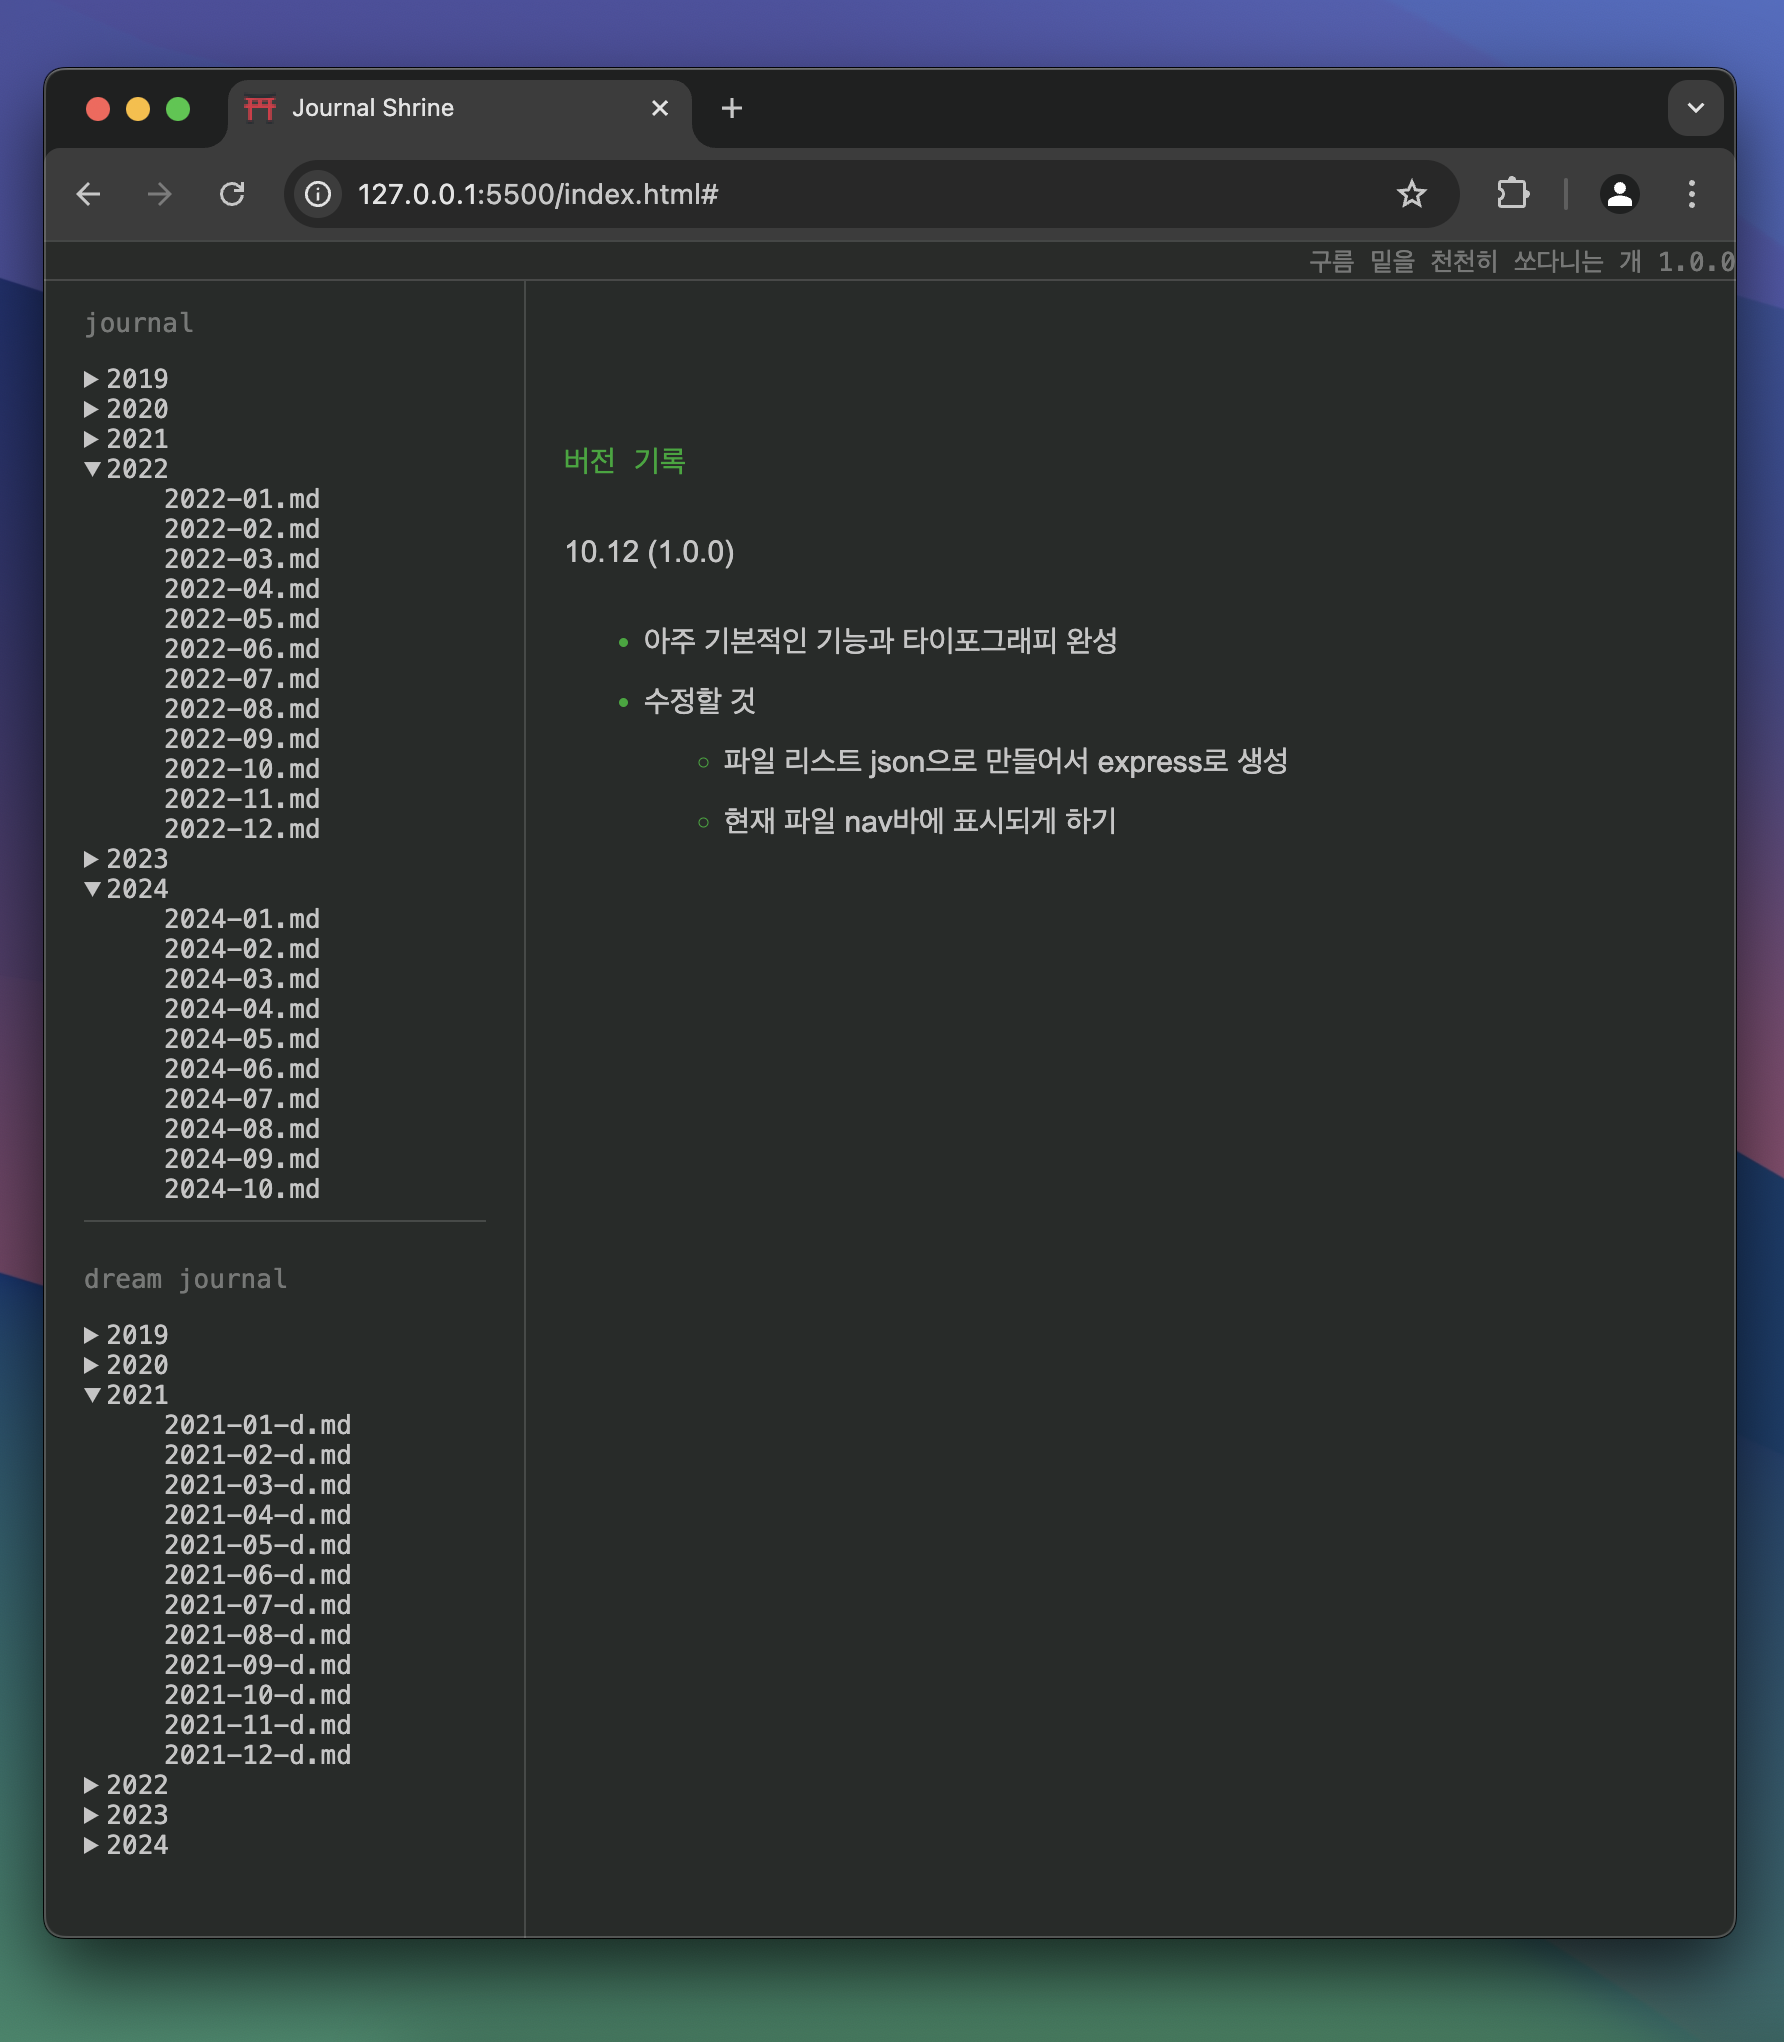 Journal Shrine
127.0.0.1:5500/index.html#
구름 밑을 천천히 쏘다니는 개 1.0.0
journal
2019
2020
2021
2022
2022-01.md
2022-02.md
2022-03.md
2022-04.md
2022-05.md
2022-06.md
2022-07.md
2022-08.md
2022-09.md
2022-10.md
2022-11.md
2022-12.md
2023
2024
2024-01.md
2024-02.md
2024-03.md
2024-04.md
2024-05.md
2024-06.md
2024-07.md
2024-08.md
2024-09.md
2024-10.md
dream journal
2019
2020
2021
2021-01-d.md
2021-02-d.md
2021-03-d.md
2021-04-d.md
2021-05-d.md
2021-06-d.md
2021-07-d.md
2021-08-d.md
2021-09-d.md
2021-10-d.md
2021-11-d.md
2021-12-d.md
2022
2023
2024
버전 기록
10.12 (1.0.0)
아주 기본적인 기능과 타이포그래피 완성
수정할 것
파일 리스트 json으로 만들어서 express로 생성
현재 파일 nav바에 표시되게 하기